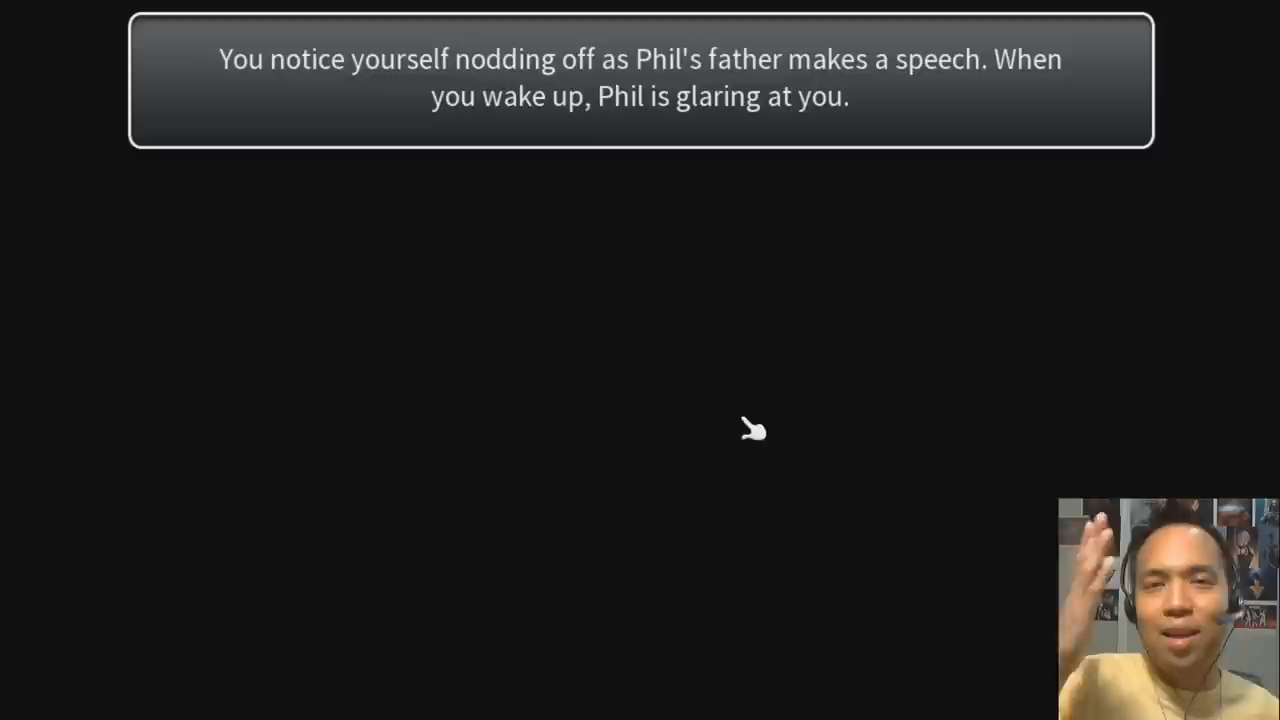 You notice yourself nodding off as Phil's father makes a speech. When
you wake up, Phil is glaring at you.